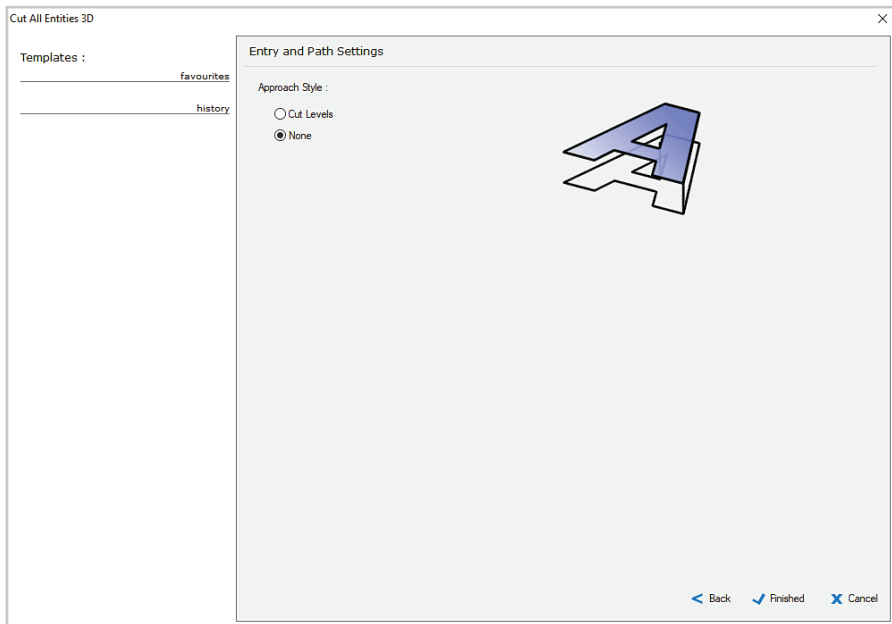 Cut All Entities 3D
Templates :
favourites
history
Entry and Path Settings
Approach Style :
Cut Levels
None
Back Finished Cancel